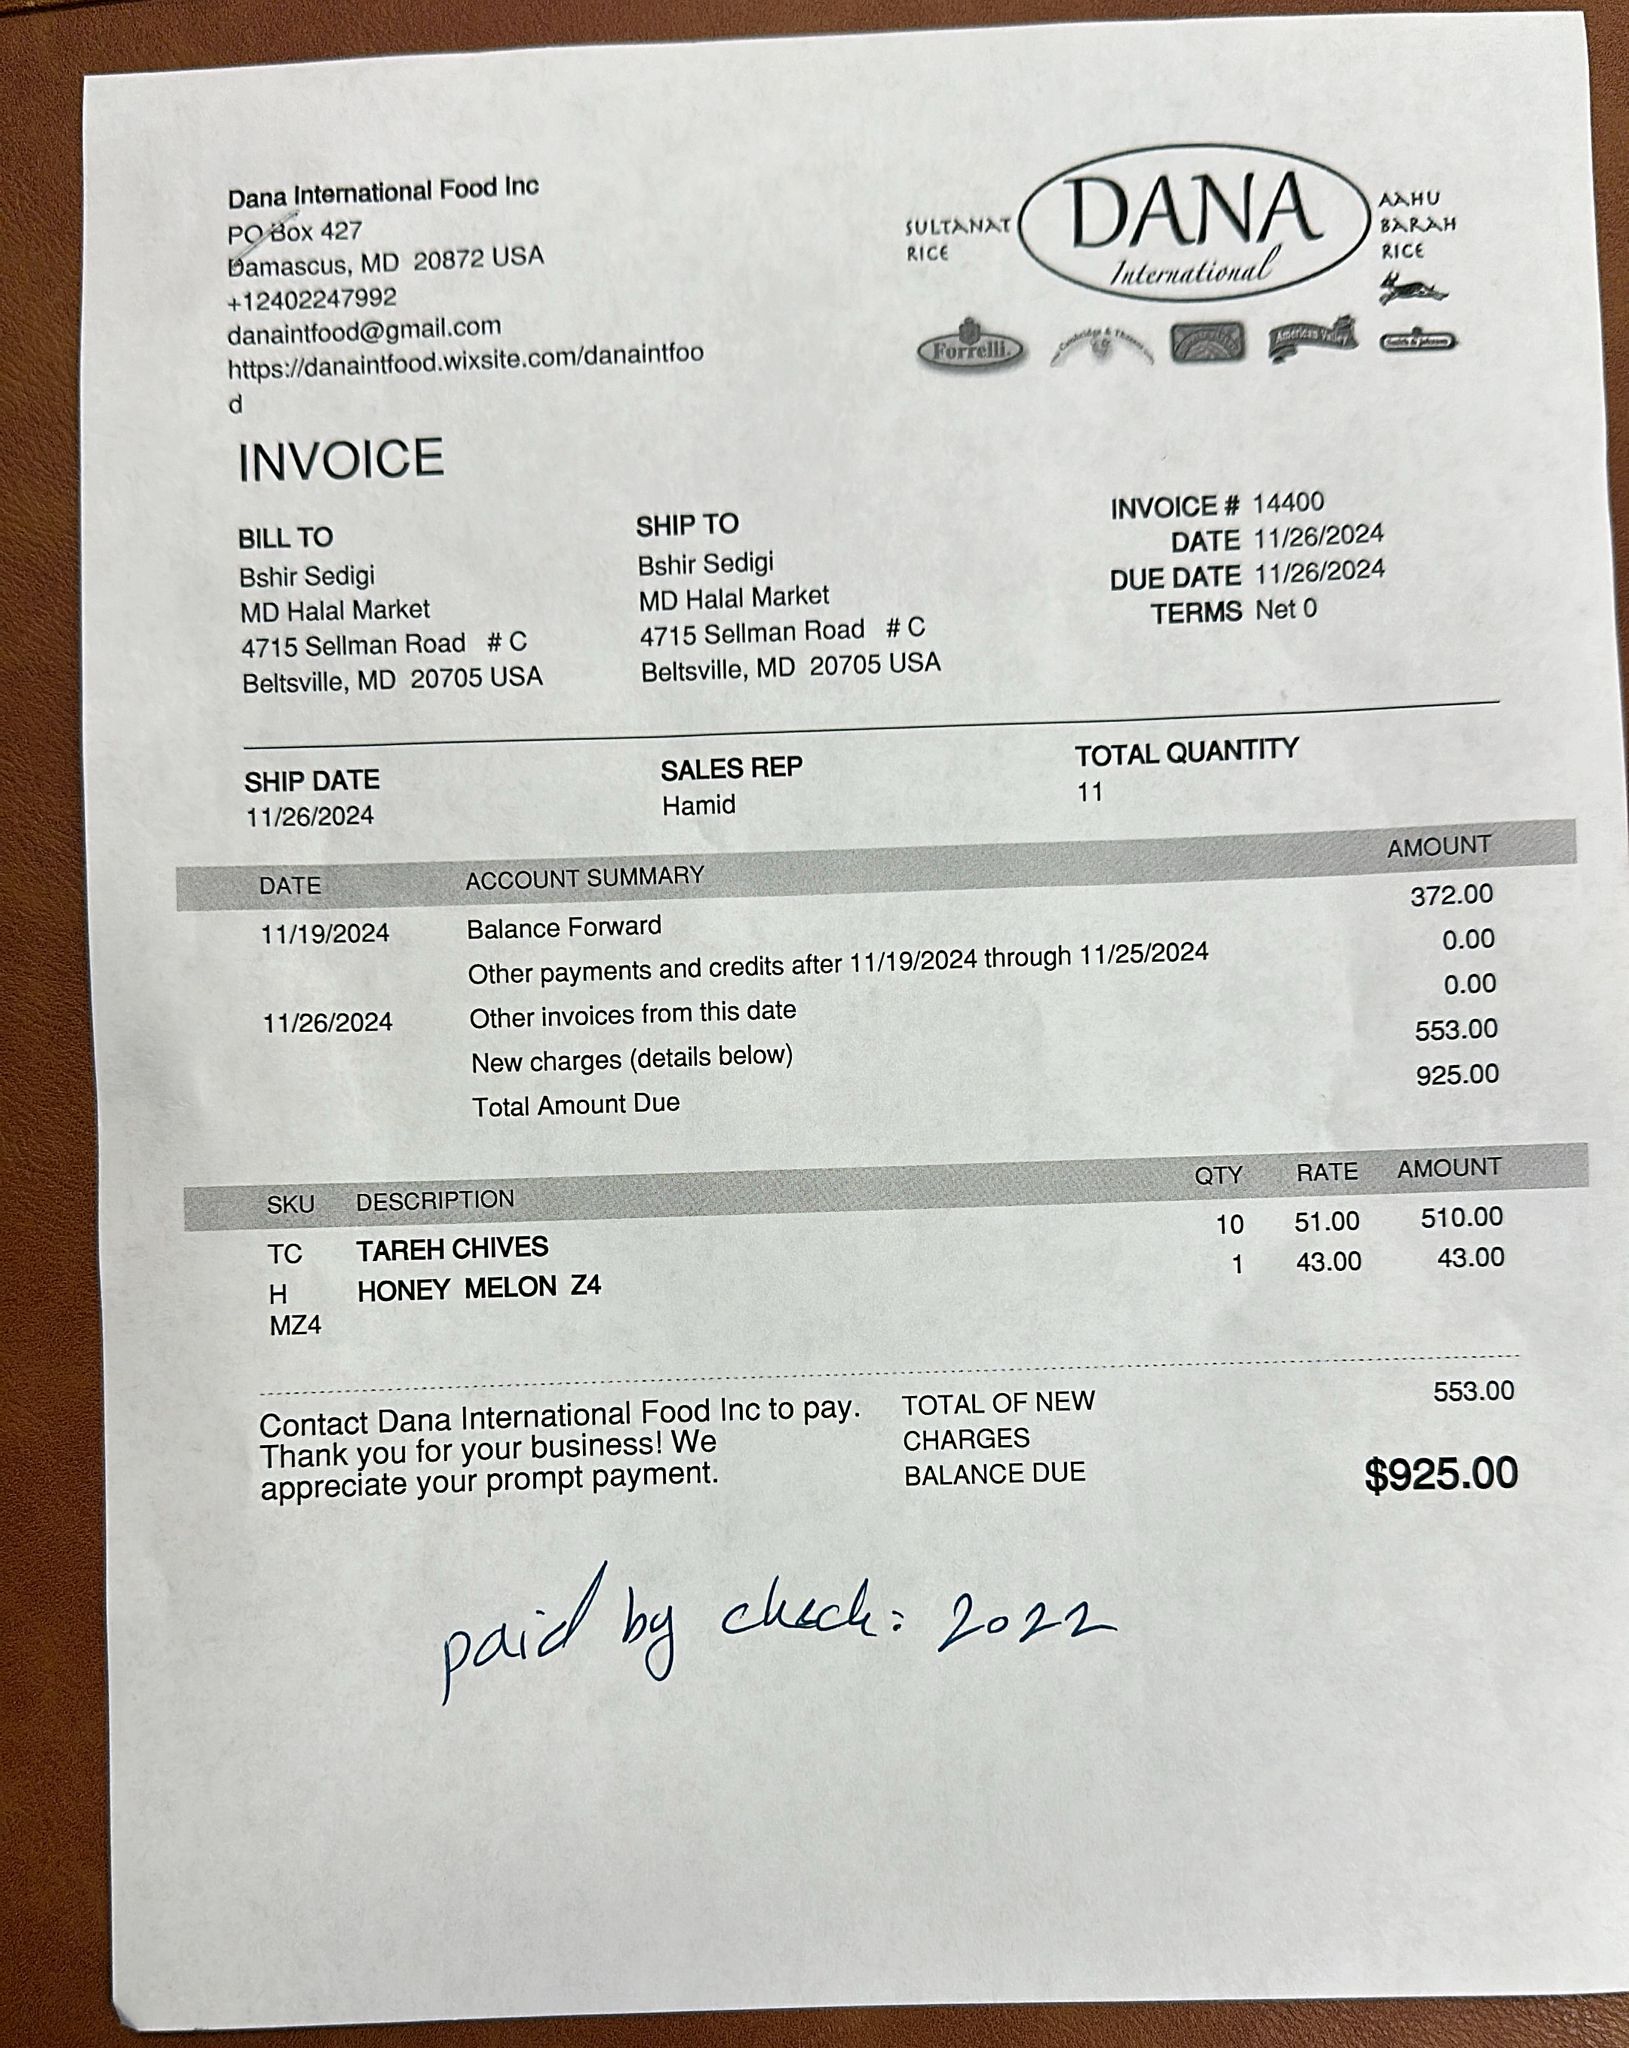 Dana International Food Inc
PO Box 427
Damascus, MD 20872 USA
+12402247992
danaintfood@gmail.com
https://danaintfood.wixsite.com/danaintfoo
d
SULTANAT
RICE
DANA
International
AAHU
BARAH
RICE
Forrelli
American Valley
INVOICE
BILL TO
Bshir Sedigi
MD Halal Market
4715 Sellman Road # C
Beltsville, MD 20705 USA
SHIP TO
Bshir Sedigi
MD Halal Market
4715 Sellman Road # C
Beltsville, MD 20705 USA
INVOICE # 14400
DATE 11/26/2024
DUE DATE 11/26/2024
TERMS Net 0
SHIP DATE
11/26/2024
SALES REP
Hamid
TOTAL QUANTITY
11
DATE ACCOUNT SUMMARY AMOUNT
11/19/2024 Balance Forward 372.00
Other payments and credits after 11/19/2024 through 11/25/2024 0.00
11/26/2024 Other invoices from this date 0.00
New charges (details below) 553.00
Total Amount Due 925.00
SKU DESCRIPTION QTY RATE AMOUNT
TC TAREH CHIVES 10 51.00 510.00
H HONEY MELON Z4 1 43.00 43.00
MZ4
Contact Dana International Food Inc to pay.
Thank you for your business! We
appreciate your prompt payment.
TOTAL OF NEW 553.00
CHARGES
BALANCE DUE $925.00
paid by check: 2022